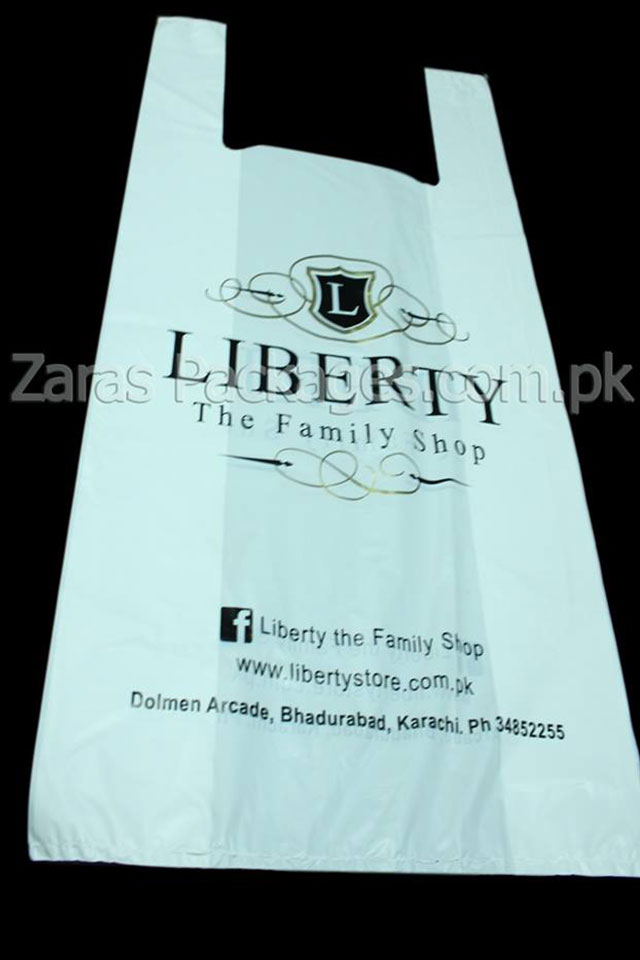 L
LIBERTY
Zaras Packages.com.pk
The Family Shop
f Liberty the Family Shop
www.libertystore.com.pk
Dolmen Arcade, Bhadurabad, Karachi. Ph 34852255